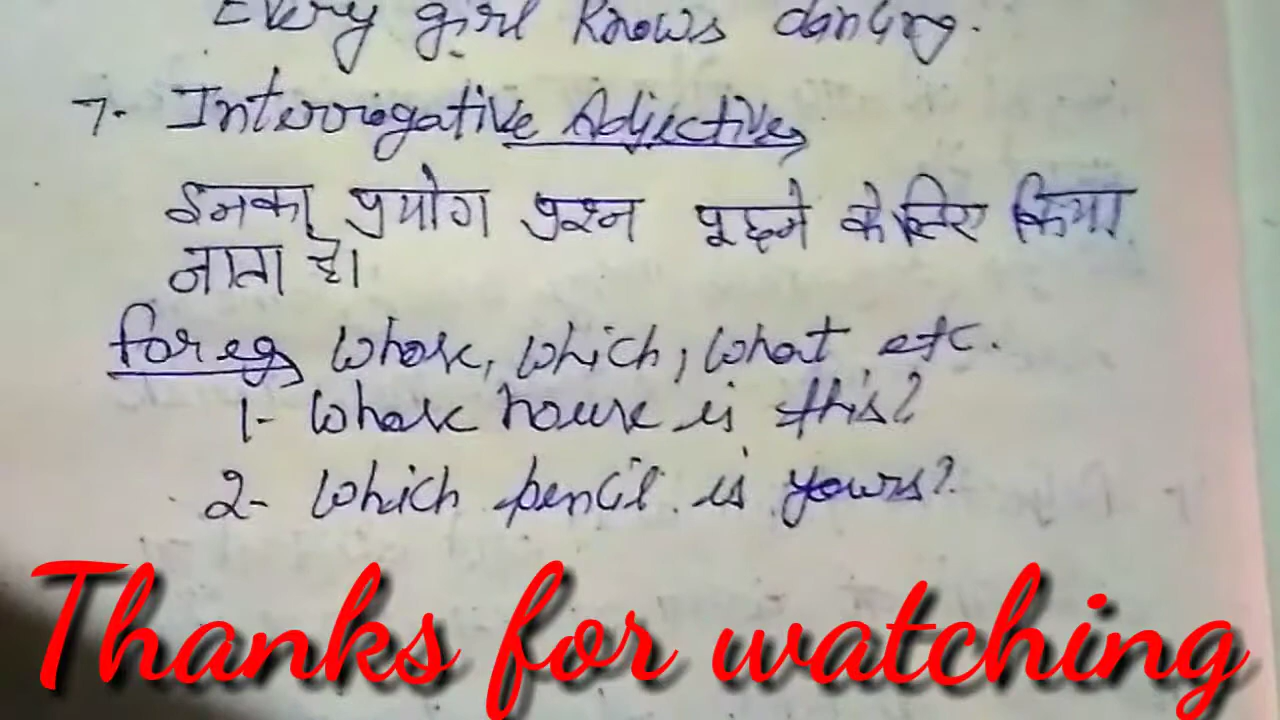 Every girl knows dancing.
7- Interrogative Adjective
इनका प्रयोग प्रश्न पूछने के लिए किया
जाता है।
for eg whose, which, what etc.
1- Whose house is this?
2- Which pencil is yours?
Thanks for watching